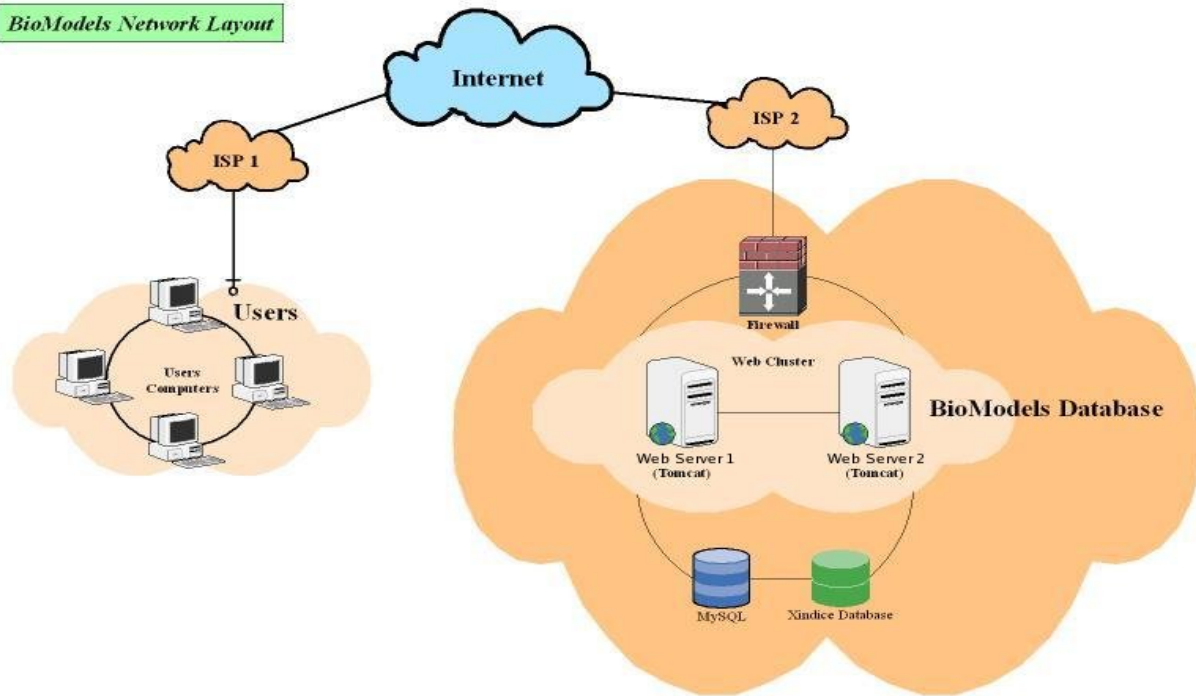 BioModels Network Layout
Internet
ISP 1
ISP 2
Users
Users
Computers
Firewall
Web Cluster
BioModels Database
Web Server 1
(Tomcat)
Web Server 2
(Tomcat)
MySQL
Xindice Database